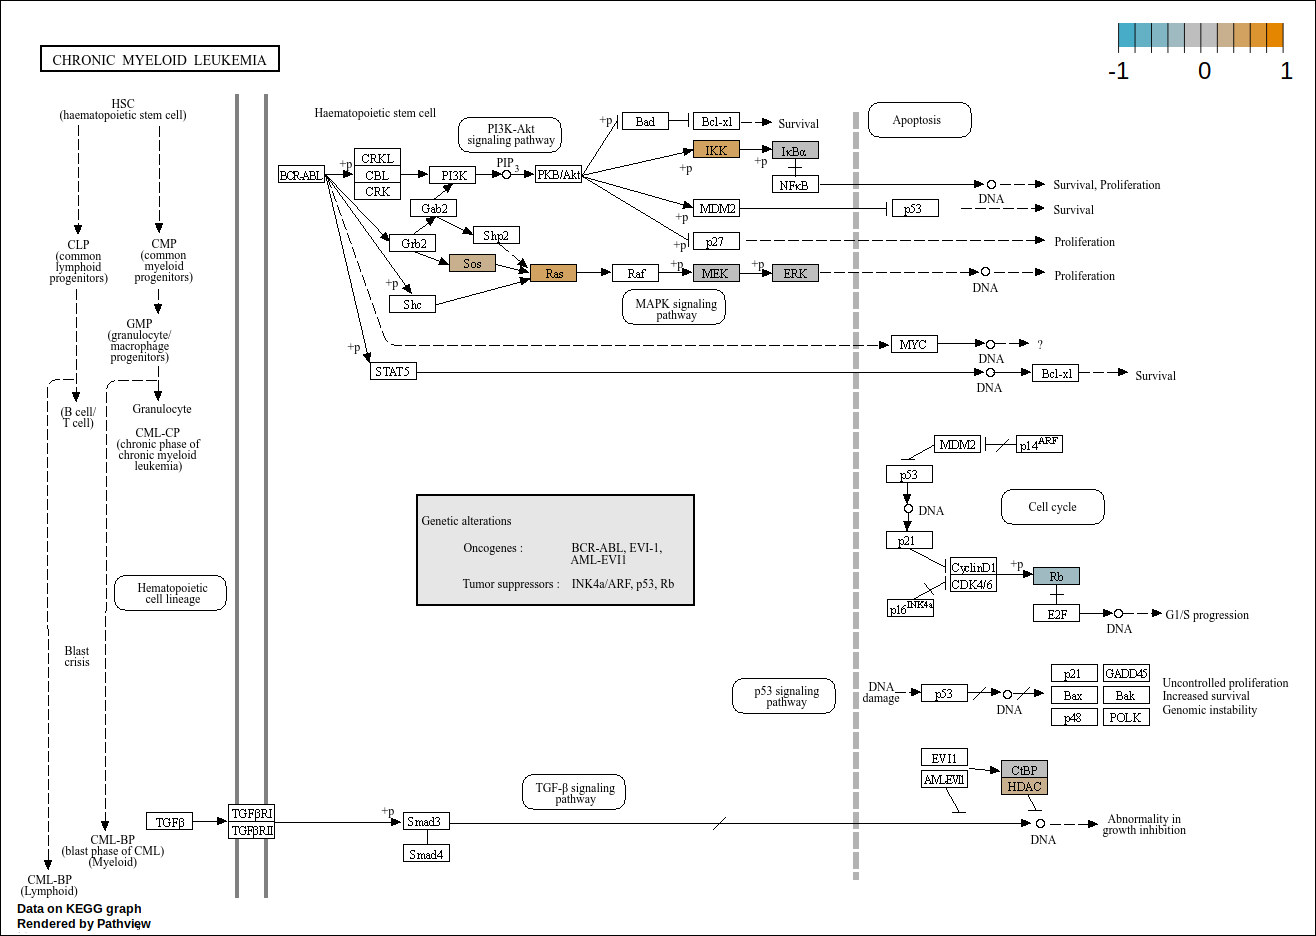 CHRONIC MYELOID LEUKEMIA
-1 0 1
HSC
(haematopoietic stem cell)
Haematopoietic stem cell
PI3K-Akt
signaling pathway
Apoptosis
+p
Bad
Bcl-xl
Survival
IKK
IκBα
+p
+p
NFκB
DNA
Survival, Proliferation
BCR-ABL
+p
CRKL
CBL
CRK
PI3K
PIP3
PKB/Akt
Gab2
MDM2
+p
p53
Survival
Grb2
Shp2
+p
p27
Proliferation
Sos
Ras
Raf
+p
MEK
+p
ERK
DNA
Proliferation
+p
Shc
MAPK signaling
pathway
+p
STAT5
MYC
DNA
?
DNA
Bcl-xl
Survival
CLP
(common
lymphoid
progenitors)
CMP
(common
myeloid
progenitors)
GMP
(granulocyte/
macrophage
progenitors)
(B cell/
T cell)
Granulocyte
CML-CP
(chronic phase of
chronic myeloid
leukemia)
MDM2
p14ARF
p53
DNA
Cell cycle
p21
CyclinD1
CDK4/6
+p
Rb
p16INK4a
E2F
DNA
G1/S progression
Genetic alterations
Oncogenes : BCR-ABL, EVI-1,
AML-EVI1
Tumor suppressors : INK4a/ARF, p53, Rb
Hematopoietic
cell lineage
Blast
crisis
p53 signaling
pathway
DNA
damage
p53
DNA
p21
GADD45
Bax
Bak
p48
POLK
Uncontrolled proliferation
Increased survival
Genomic instability
EVI1
AML-EVI1
CtBP
HDAC
TGF-β signaling
pathway
TGFβ
TGFβRI
TGFβRII
+p
Smad3
Smad4
DNA
Abnormality in
growth inhibition
CML-BP
(blast phase of CML)
(Myeloid)
CML-BP
(Lymphoid)
Data on KEGG graph
Rendered by Pathview